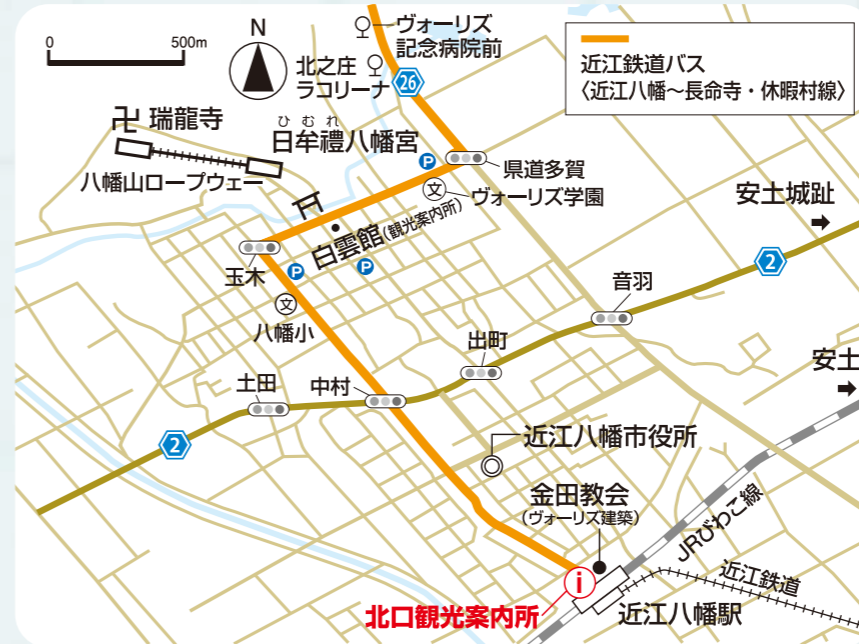 0 500m
N
近江鉄道バス
〈近江八幡～長命寺・休暇村線〉
ヴォーリズ
記念病院前
北之庄
ラコリーナ
26
瑞龍寺
八幡山ロープウェー
ひむれ
日牟禮八幡宮
P
県道多賀
文
ヴォーリズ学園
白雲館(観光案内所)
P
玉木
P
文
八幡小
安土城趾
2
音羽
出町
中村
土田
2
安土
近江八幡市役所
金田教会
(ヴォーリズ建築)
JRびわこ線
近江鉄道
i
北口観光案内所
近江八幡駅